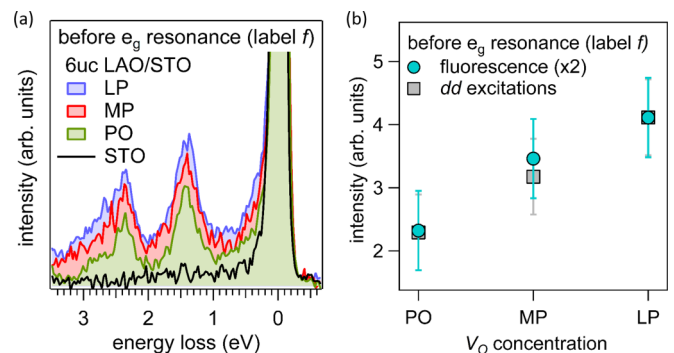 (a)
before e_g resonance (label f)
6uc LAO/STO
LP
MP
PO
STO
intensity (arb. units)
3 2 1 0
energy loss (eV)
(b)
before e_g resonance (label f)
fluorescence (x2)
dd excitations
intensity (arb. units)
5
4
3
2
PO MP LP
V_O concentration